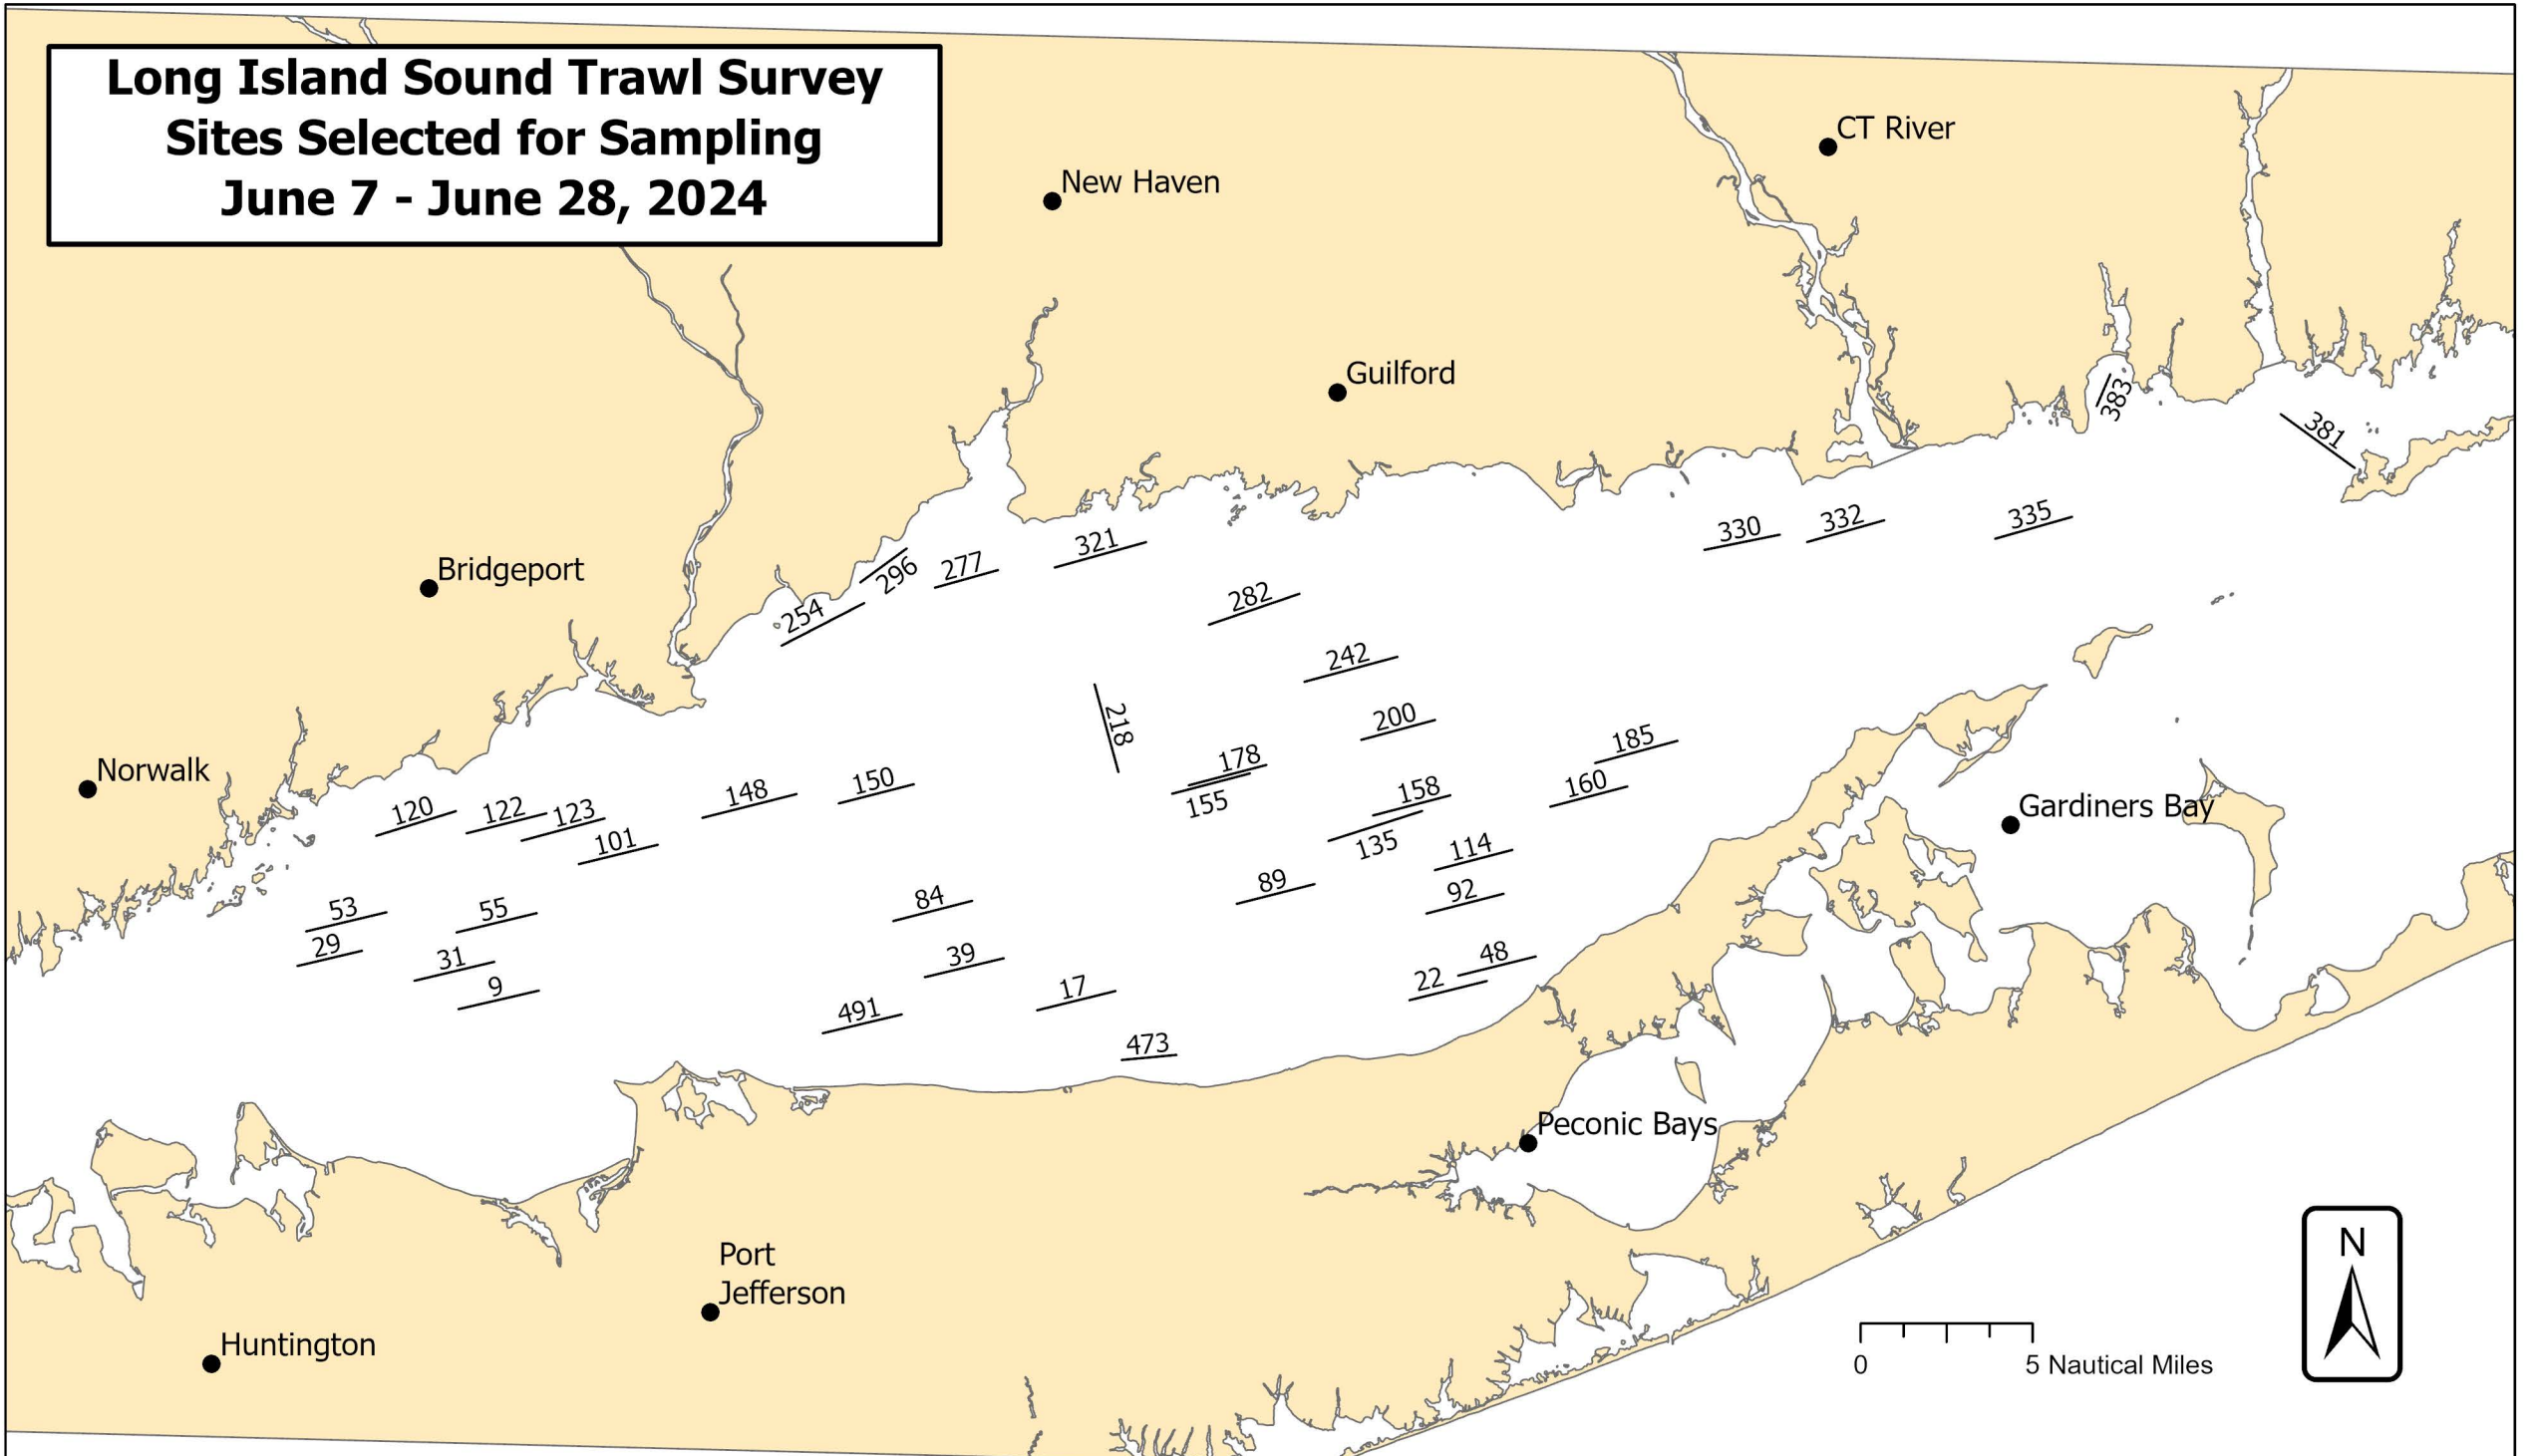 Long Island Sound Trawl Survey
Sites Selected for Sampling
June 7 - June 28, 2024
CT River
New Haven
Guilford
383
381
335
332
330
321
277
296
Bridgeport
282
254
242
218
200
185
178
Norwalk
150
148
160
158
155
Gardiners Bay
120
122
123
101
135
114
89
92
84
53
55
29
31
39
48
22
9
17
491
473
Peconic Bays
Port
Jefferson
N
Huntington
0 5 Nautical Miles